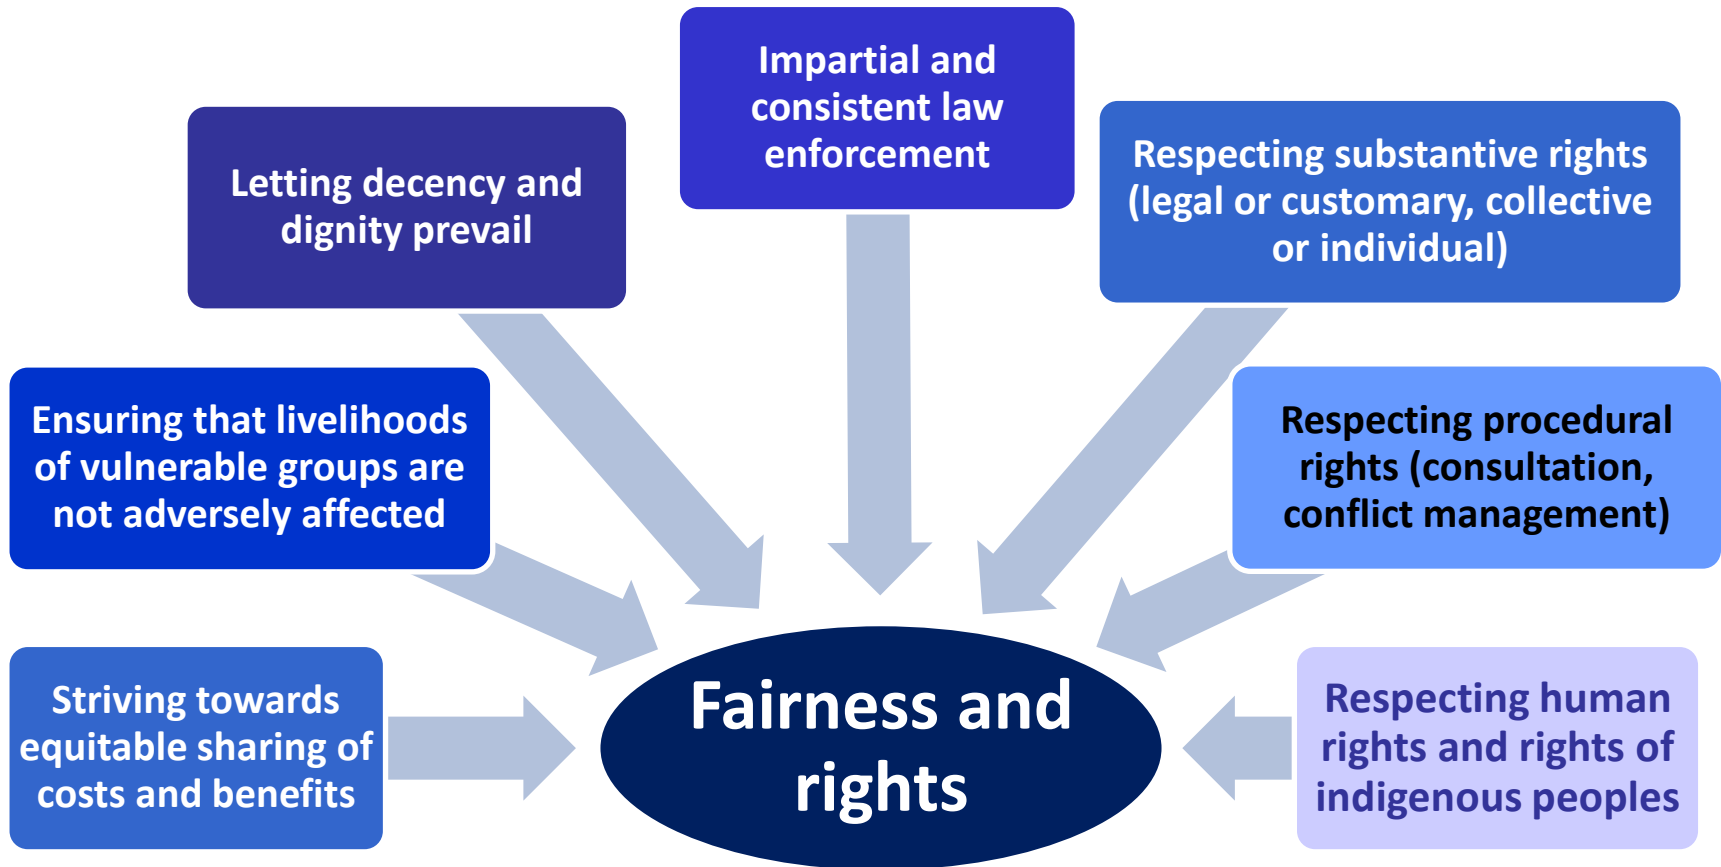 Impartial and
consistent law
enforcement
Letting decency and
dignity prevail
Respecting substantive rights
(legal or customary, collective
or individual)
Ensuring that livelihoods
of vulnerable groups are
not adversely affected
Respecting procedural
rights (consultation,
conflict management)
Striving towards
equitable sharing of
costs and benefits
Fairness and
rights
Respecting human
rights and rights of
indigenous peoples